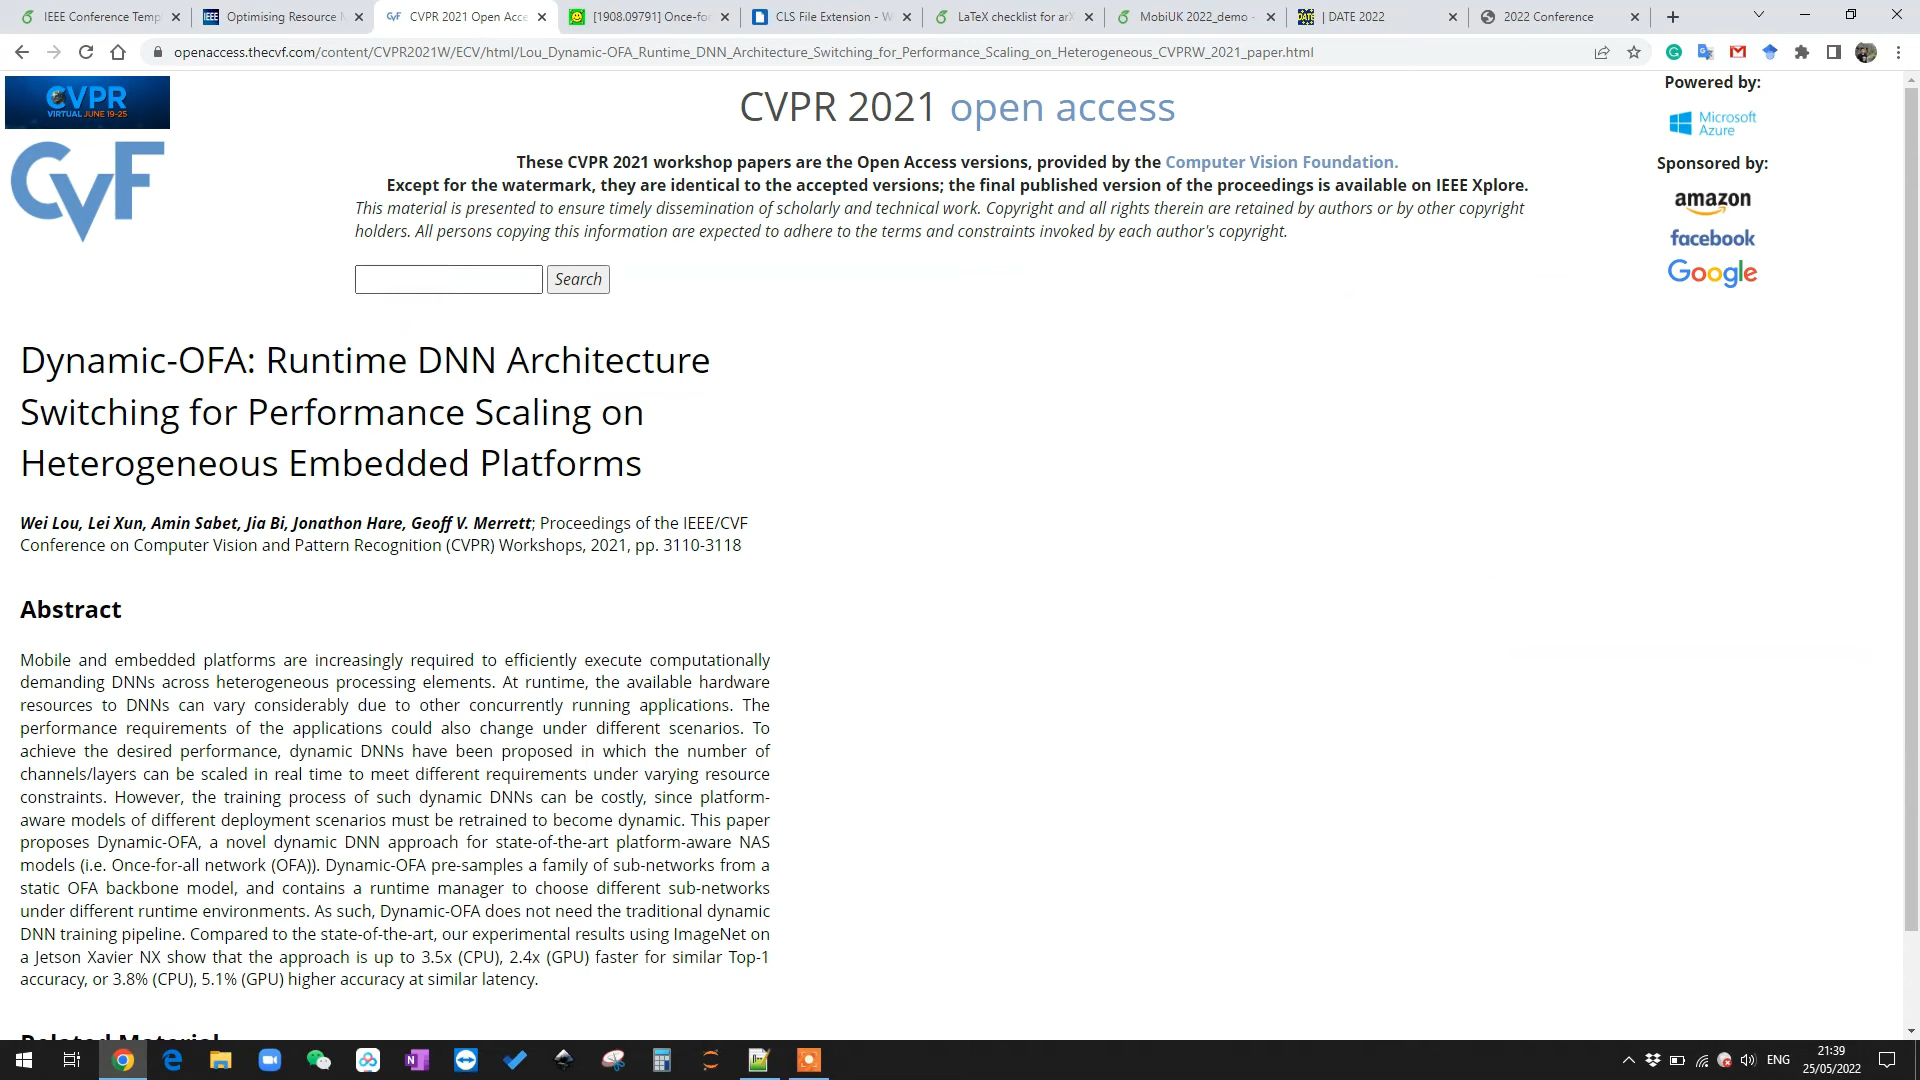 IEEE Conference Temp
Optimising Resource M
CVPR 2021 Open Acce
[1908.09791] Once-fo
CLS File Extension - W
LaTeX checklist for arX
MobiUK 2022_demo -
DATE | DATE 2022
2022 Conference
openaccess.thecvf.com/content/CVPR2021W/ECV/html/Lou_Dynamic-OFA_Runtime_DNN_Architecture_Switching_for_Performance_Scaling_on_Heterogeneous_CVPRW_2021_paper.html
CVPR
VIRTUAL JUNE 19-25
CVF
CVPR 2021 open access
These CVPR 2021 workshop papers are the Open Access versions, provided by the Computer Vision Foundation.
Except for the watermark, they are identical to the accepted versions; the final published version of the proceedings is available on IEEE Xplore.
This material is presented to ensure timely dissemination of scholarly and technical work. Copyright and all rights therein are retained by authors or by other copyright
holders. All persons copying this information are expected to adhere to the terms and constraints invoked by each author's copyright.
Search
Powered by:
Microsoft
Azure
Sponsored by:
amazon
facebook
Google
Dynamic-OFA: Runtime DNN Architecture
Switching for Performance Scaling on
Heterogeneous Embedded Platforms
Wei Lou, Lei Xun, Amin Sabet, Jia Bi, Jonathon Hare, Geoff V. Merrett; Proceedings of the IEEE/CVF
Conference on Computer Vision and Pattern Recognition (CVPR) Workshops, 2021, pp. 3110-3118
Abstract
Mobile and embedded platforms are increasingly required to efficiently execute computationally
demanding DNNs across heterogeneous processing elements. At runtime, the available hardware
resources to DNNs can vary considerably due to other concurrently running applications. The
performance requirements of the applications could also change under different scenarios. To
achieve the desired performance, dynamic DNNs have been proposed in which the number of
channels/layers can be scaled in real time to meet different requirements under varying resource
constraints. However, the training process of such dynamic DNNs can be costly, since platform-
aware models of different deployment scenarios must be retrained to become dynamic. This paper
proposes Dynamic-OFA, a novel dynamic DNN approach for state-of-the-art platform-aware NAS
models (i.e. Once-for-all network (OFA)). Dynamic-OFA pre-samples a family of sub-networks from a
static OFA backbone model, and contains a runtime manager to choose different sub-networks
under different runtime environments. As such, Dynamic-OFA does not need the traditional dynamic
DNN training pipeline. Compared to the state-of-the-art, our experimental results using ImageNet on
a Jetson Xavier NX show that the approach is up to 3.5x (CPU), 2.4x (GPU) faster for similar Top-1
accuracy, or 3.8% (CPU), 5.1% (GPU) higher accuracy at similar latency.
Related Material
ENG
21:39
25/05/2022